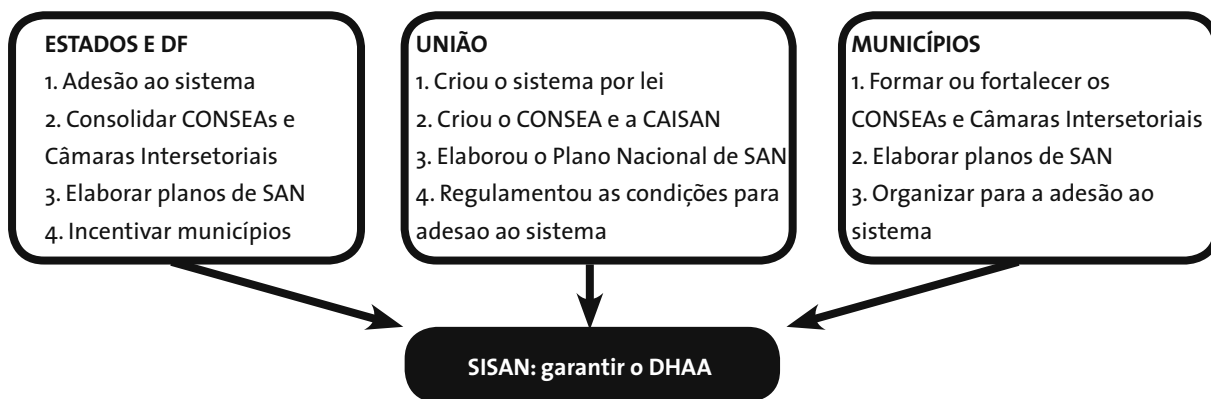 ESTADOS E DF
1. Adesão ao sistema
2. Consolidar CONSEAs e
Câmaras Intersetoriais
3. Elaborar planos de SAN
4. Incentivar municípios
UNIÃO
1. Criou o sistema por lei
2. Criou o CONSEA e a CAISAN
3. Elaborou o Plano Nacional de SAN
4. Regulamentou as condições para
adesao ao sistema
MUNICÍPIOS
1. Formar ou fortalecer os
CONSEAs e Câmaras Intersetoriais
2. Elaborar planos de SAN
3. Organizar para a adesão ao
sistema
SISAN: garantir o DHAA